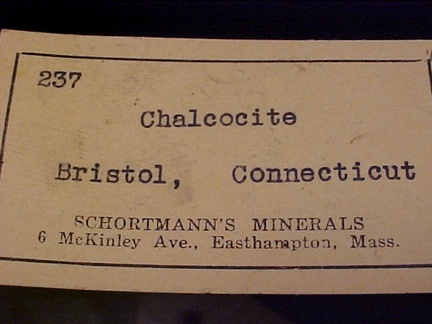 237
Chalcocite
Bristol, Connecticut
SCHORTMANN'S MINERALS
6 McKinley Ave., Easthampton, Mass.